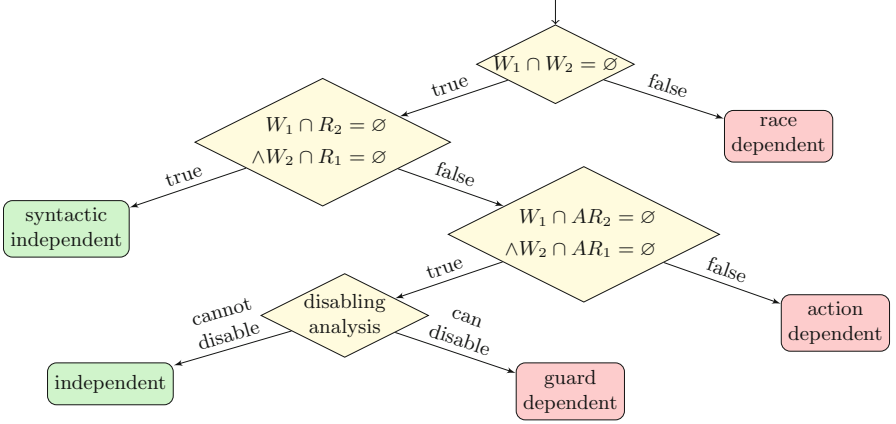 W₁ ∩ W₂ = ∅
true
false
race
dependent
W₁ ∩ R₂ = ∅
∧W₂ ∩ R₁ = ∅
true
false
syntactic
independent
W₁ ∩ AR₂ = ∅
∧W₂ ∩ AR₁ = ∅
true
false
action
dependent
disabling
analysis
cannot
disable
can
disable
independent
guard
dependent